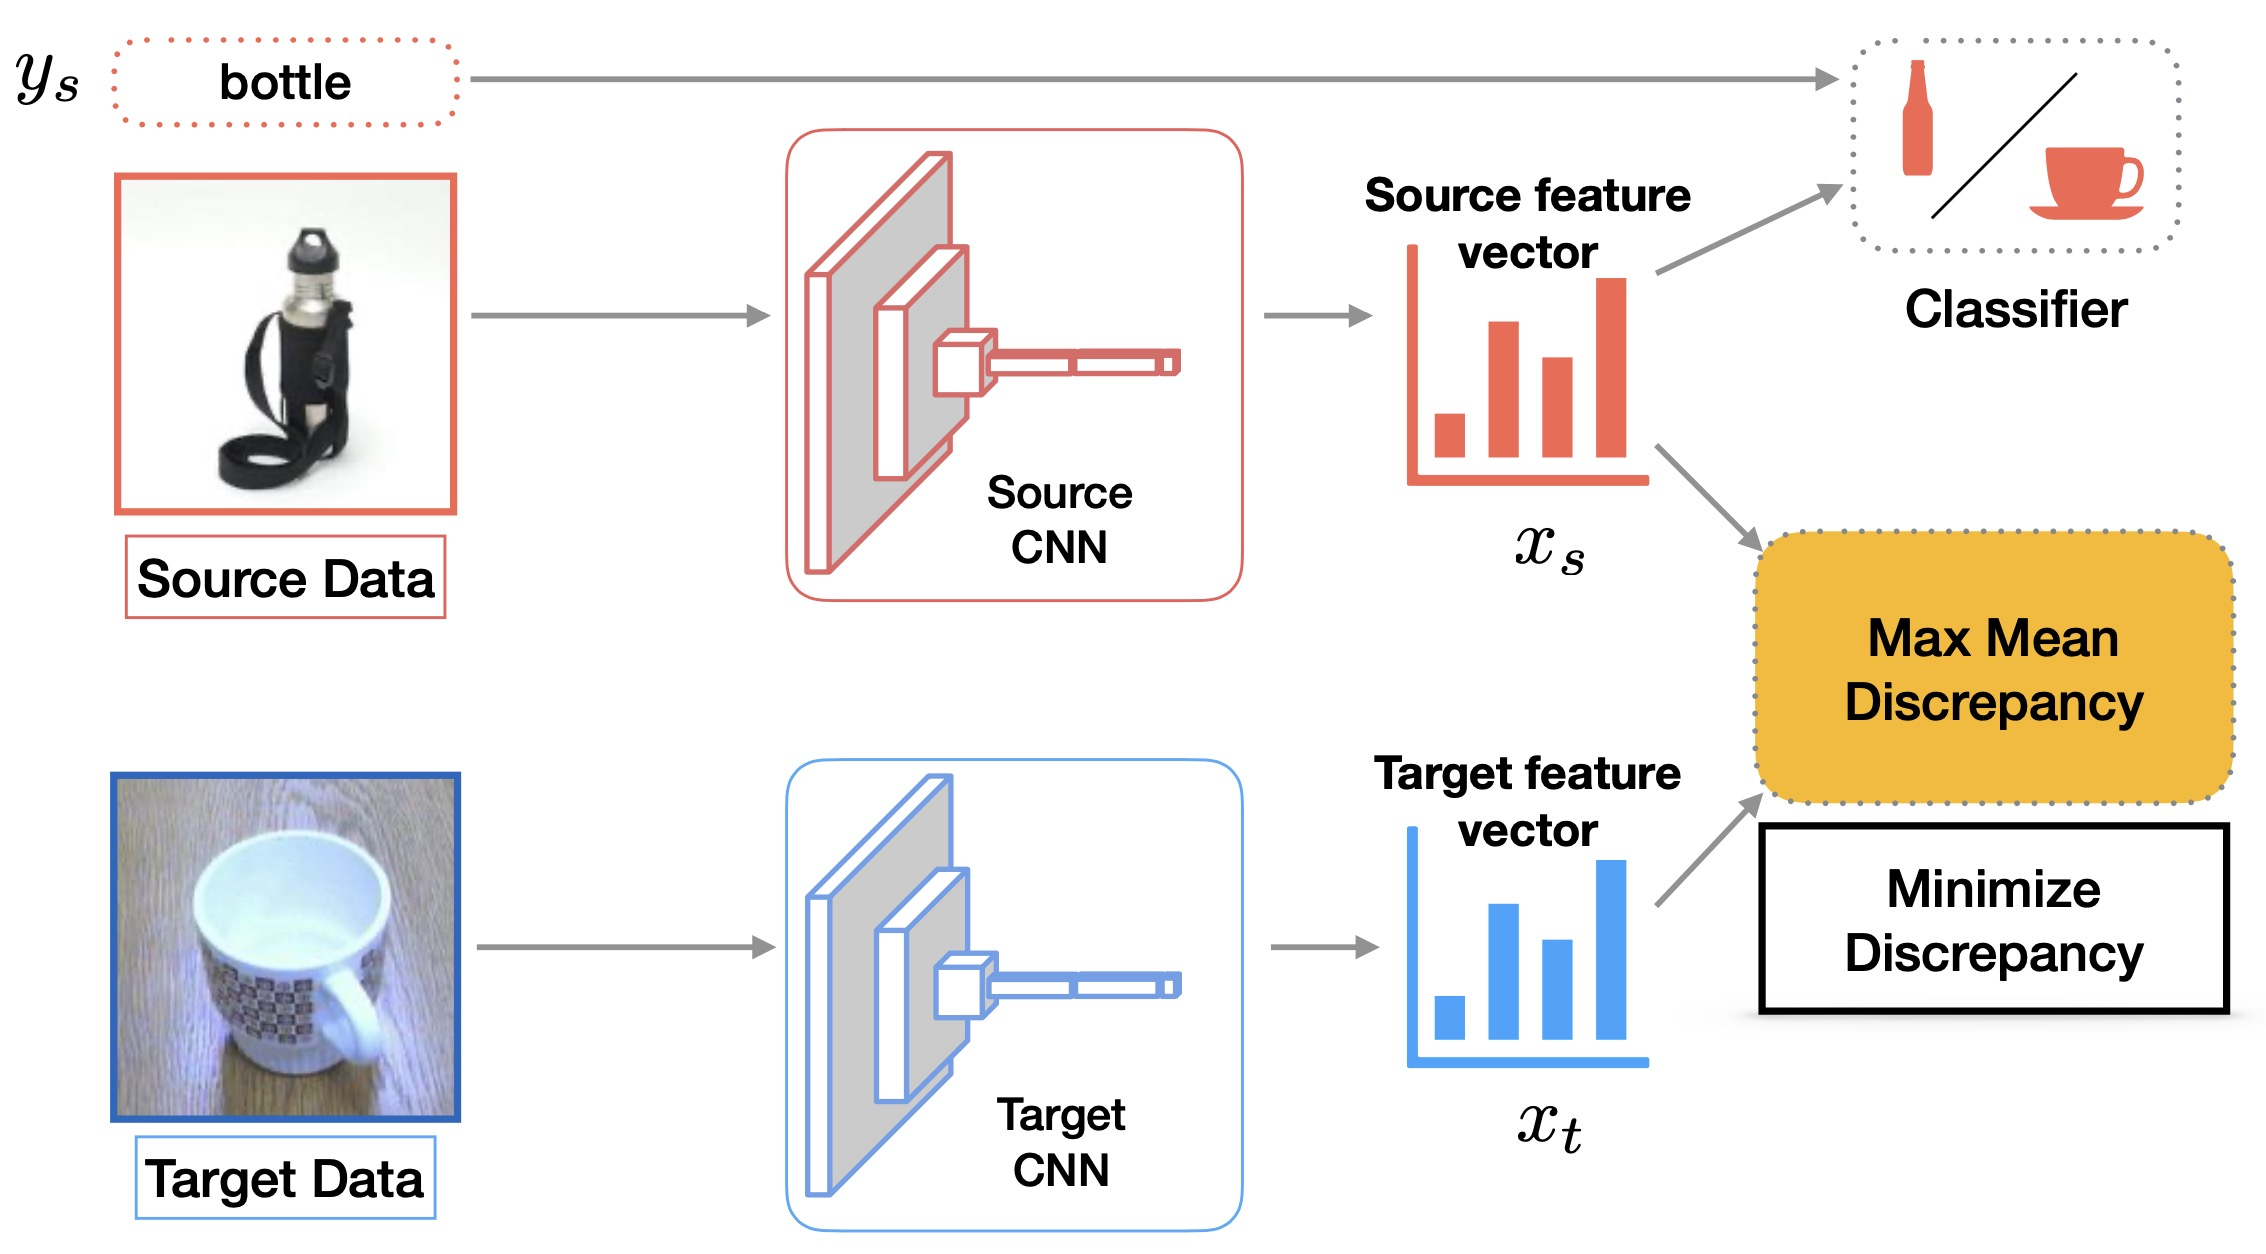 y_s
bottle
Source Data
Source
CNN
Source feature
vector
x_s
Classifier
Max Mean
Discrepancy
Minimize
Discrepancy
Target Data
Target
CNN
Target feature
vector
x_t